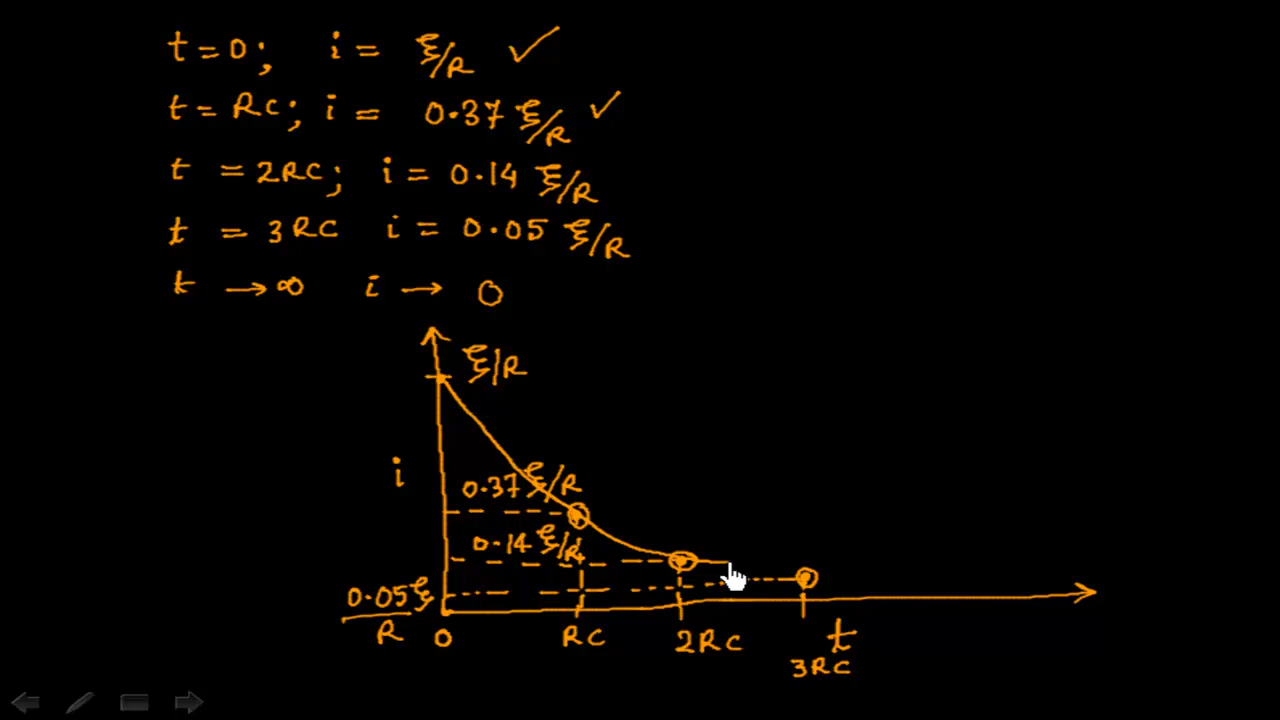 t = 0; i = ξ/R ✓
t = RC; i = 0.37 ξ/R ✓
t = 2RC; i = 0.14 ξ/R
t = 3RC i = 0.05 ξ/R
t → ∞ i → 0
ξ/R
i
0.37 ξ/R
0.14 ξ/R
0.05 ξ/R
0 RC 2RC t
3RC